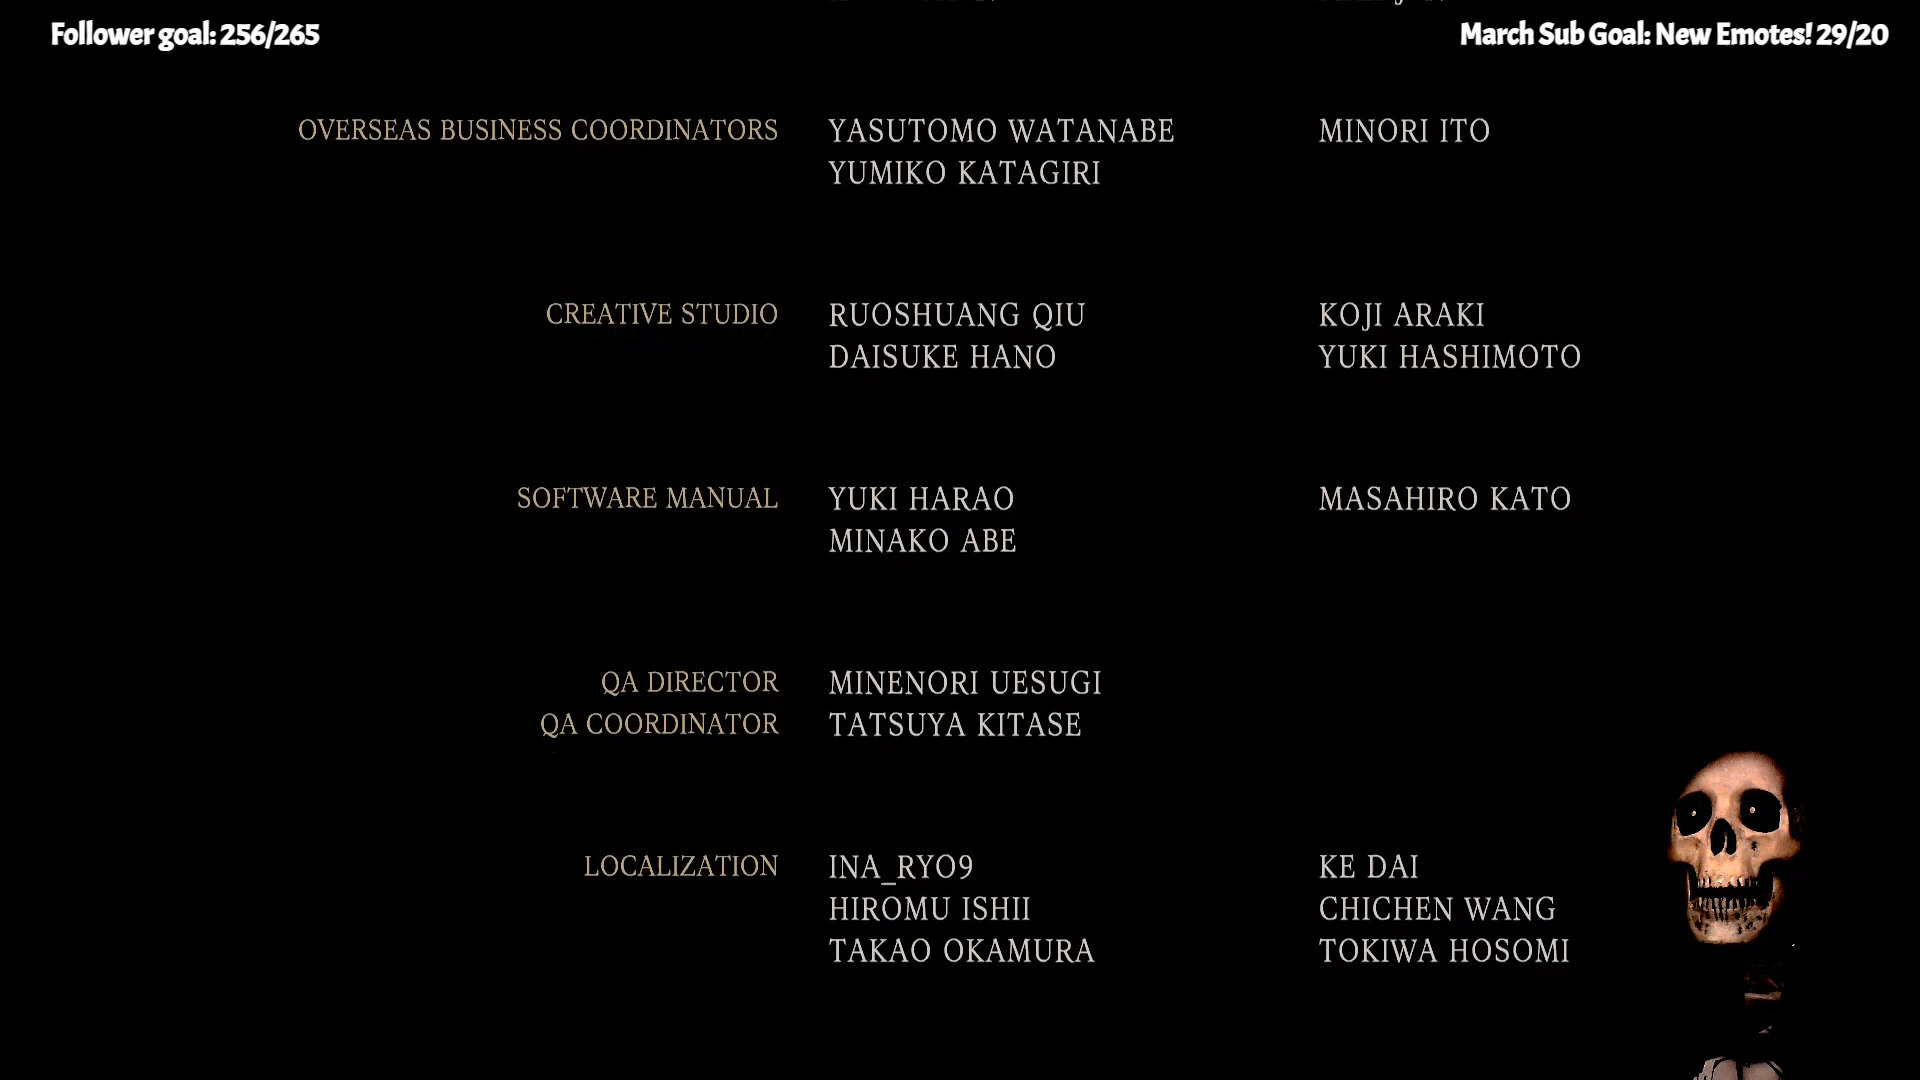 Follower goal: 256/265
March Sub Goal: New Emotes! 29/20
OVERSEAS BUSINESS COORDINATORS YASUTOMO WATANABE MINORI ITO
YUMIKO KATAGIRI
CREATIVE STUDIO RUOSHUANG QIU KOJI ARAKI
DAISUKE HANO YUKI HASHIMOTO
SOFTWARE MANUAL YUKI HARAO MASAHIRO KATO
MINAKO ABE
QA DIRECTOR MINENORI UESUGI
QA COORDINATOR TATSUYA KITASE
LOCALIZATION INA_RYO9 KE DAI
HIROMU ISHII CHICHEN WANG
TAKAO OKAMURA TOKIWA HOSOMI